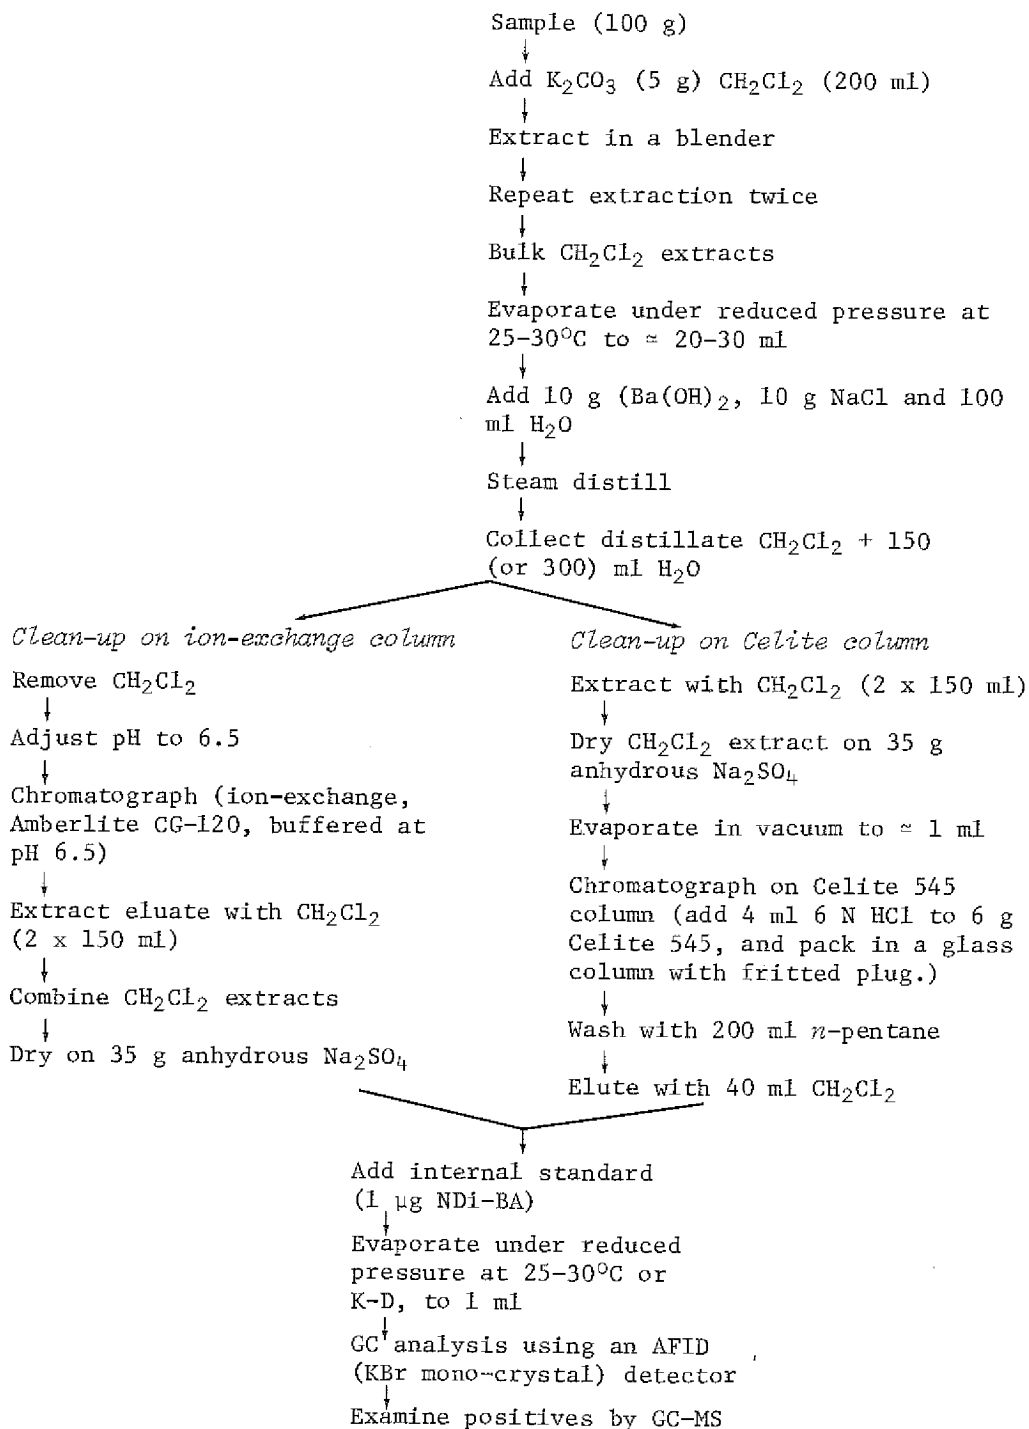 Sample (100 g)
Add K₂CO₃ (5 g) CH₂Cl₂ (200 ml)
Extract in a blender
Repeat extraction twice
Bulk CH₂Cl₂ extracts
Evaporate under reduced pressure at
25-30⁰C to ≃ 20-30 ml
Add 10 g (Ba(OH)₂, 10 g NaCl and 100
ml H₂O
Steam distill
Collect distillate CH₂Cl₂ + 150
(or 300) ml H₂O
Clean-up on ion-exchange column
Remove CH₂Cl₂
Adjust pH to 6.5
Chromatograph (ion-exchange,
Amberlite CG-120, buffered at
pH 6.5)
Extract eluate with CH₂Cl₂
(2 x 150 ml)
Combine CH₂Cl₂ extracts
Dry on 35 g anhydrous Na₂SO₄
Clean-up on Celite column
Extract with CH₂Cl₂ (2 x 150 ml)
Dry CH₂Cl₂ extract on 35 g
anhydrous Na₂SO₄
Evaporate in vacuum to ≃ 1 ml
Chromatograph on Celite 545
column (add 4 ml 6 N HCl to 6 g
Celite 545, and pack in a glass
column with fritted plug.)
Wash with 200 ml n-pentane
Elute with 40 ml CH₂Cl₂
Add internal standard
(1 μg NDi-BA)
Evaporate under reduced
pressure at 25-30⁰C or
K-D, to 1 ml
GC analysis using an AFID
(KBr mono-crystal) detector
Examine positives by GC-MS